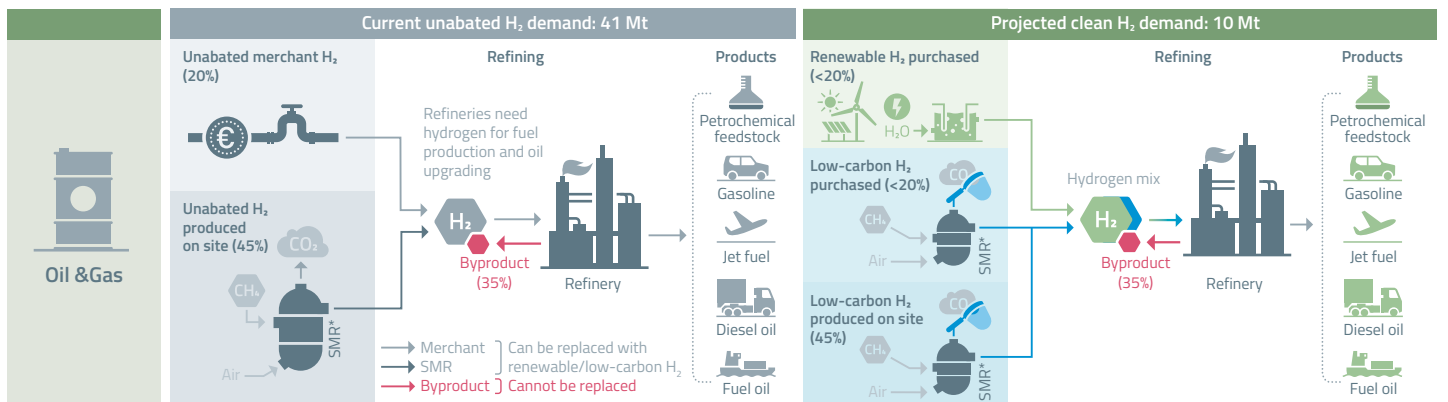 Current unabated H₂ demand: 41 Mt
Projected clean H₂ demand: 10 Mt
Oil &Gas
Unabated merchant H₂
(20%)
€
Unabated H₂
produced
on site (45%)
CO₂
CH₄
Air
SMR*
Refining
Refineries need
hydrogen for fuel
production and oil
upgrading
H₂
Byproduct
(35%)
Refinery
Merchant
SMR
Can be replaced with
renewable/low-carbon H₂
Byproduct
Cannot be replaced
Products
Petrochemical
feedstock
Gasoline
Jet fuel
Diesel oil
Fuel oil
Renewable H₂ purchased
(<20%)
H₂O
Low-carbon H₂
purchased (<20%)
CO
CH₄
Air
SMR*
Low-carbon H₂
produced on site
(45%)
CO
CH₄
Air
SMR*
Refining
Hydrogen mix
H₂
Byproduct
(35%)
Refinery
Products
Petrochemical
feedstock
Gasoline
Jet fuel
Diesel oil
Fuel oil